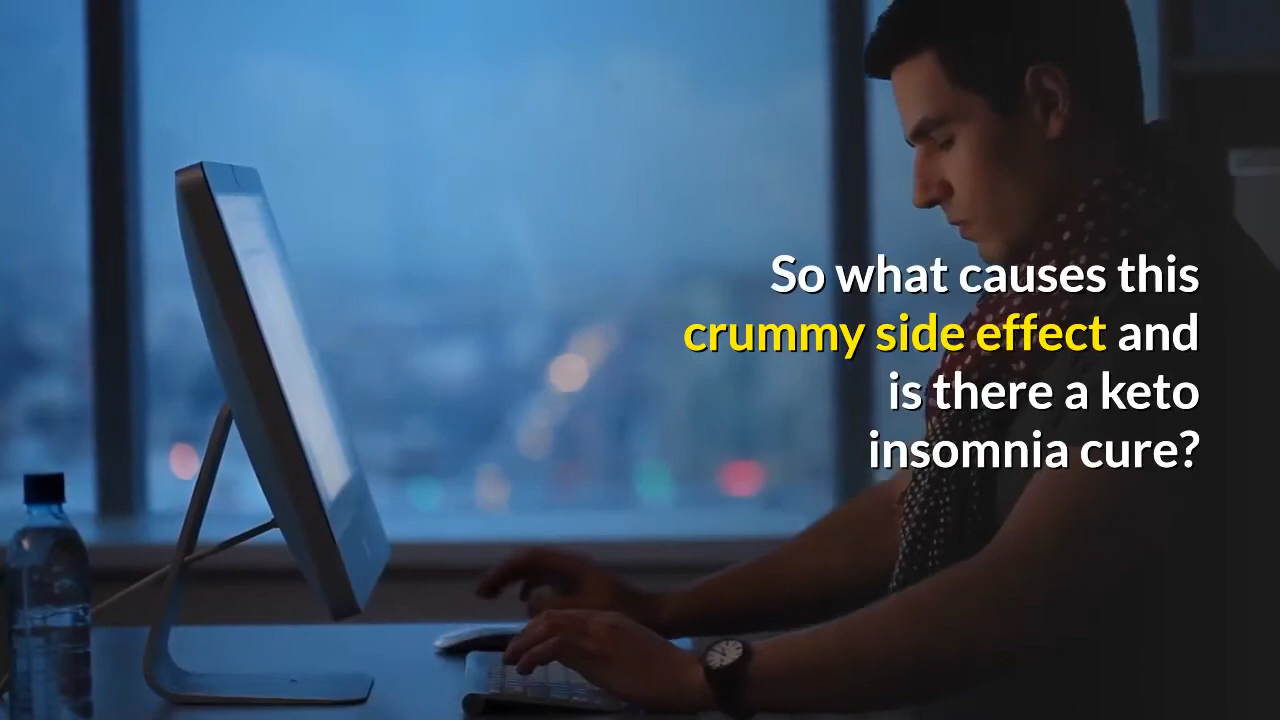 So what causes this
crummy side effect and
is there a keto
insomnia cure?